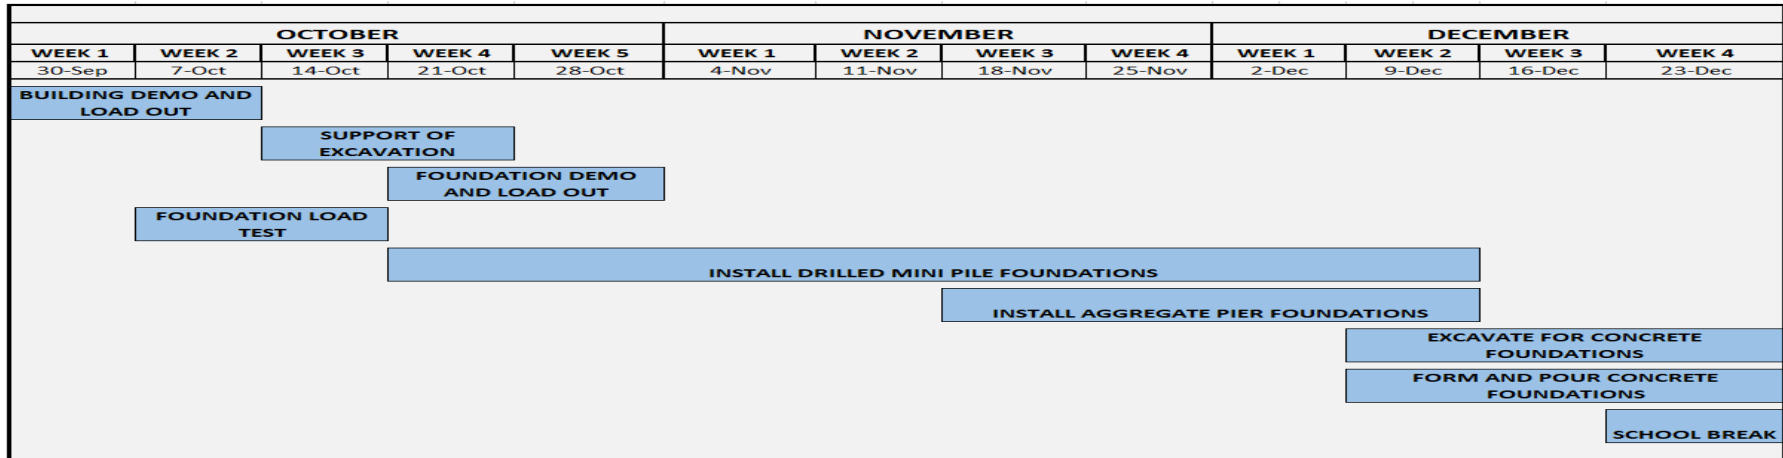 OCTOBER NOVEMBER DECEMBER
WEEK 1 WEEK 2 WEEK 3 WEEK 4 WEEK 5 WEEK 1 WEEK 2 WEEK 3 WEEK 4 WEEK 1 WEEK 2 WEEK 3 WEEK 4
30-Sep 7-Oct 14-Oct 21-Oct 28-Oct 4-Nov 11-Nov 18-Nov 25-Nov 2-Dec 9-Dec 16-Dec 23-Dec
BUILDING DEMO AND
LOAD OUT
SUPPORT OF
EXCAVATION
FOUNDATION DEMO
AND LOAD OUT
FOUNDATION LOAD
TEST
INSTALL DRILLED MINI PILE FOUNDATIONS
INSTALL AGGREGATE PIER FOUNDATIONS
EXCAVATE FOR CONCRETE
FOUNDATIONS
FORM AND POUR CONCRETE
FOUNDATIONS
SCHOOL BREAK